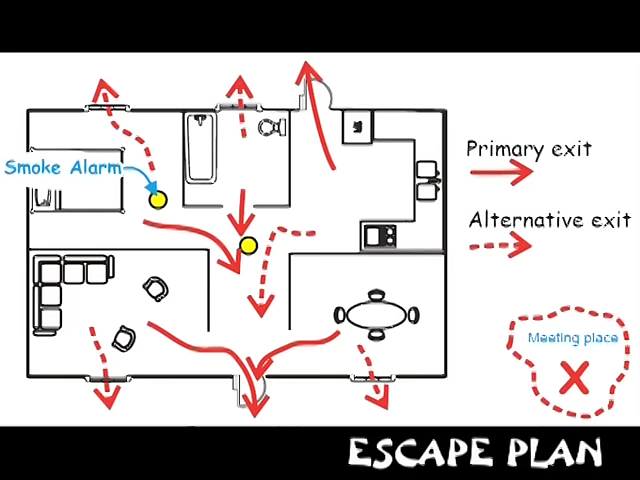 Primary exit
Smoke Alarm
Alternative exit
Meeting place
ESCAPE PLAN